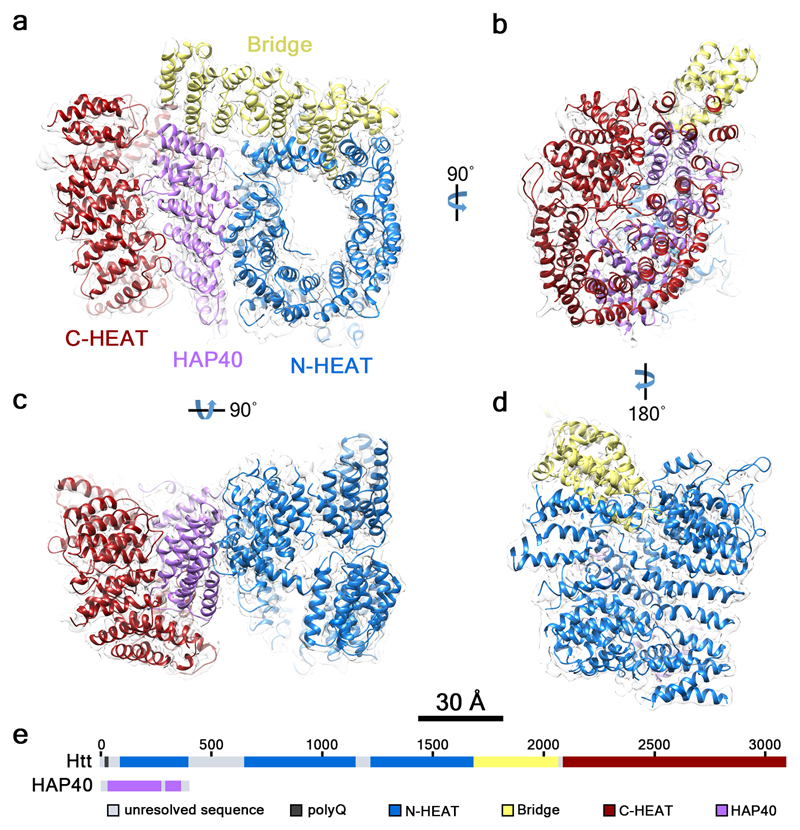 a
Bridge
b
90°
C-HEAT
HAP40
N-HEAT
c
90°
180°
d
30 Å
e
0 500 1000 1500 2000 2500 3000
Htt
HAP40
unresolved sequence polyQ N-HEAT Bridge C-HEAT HAP40